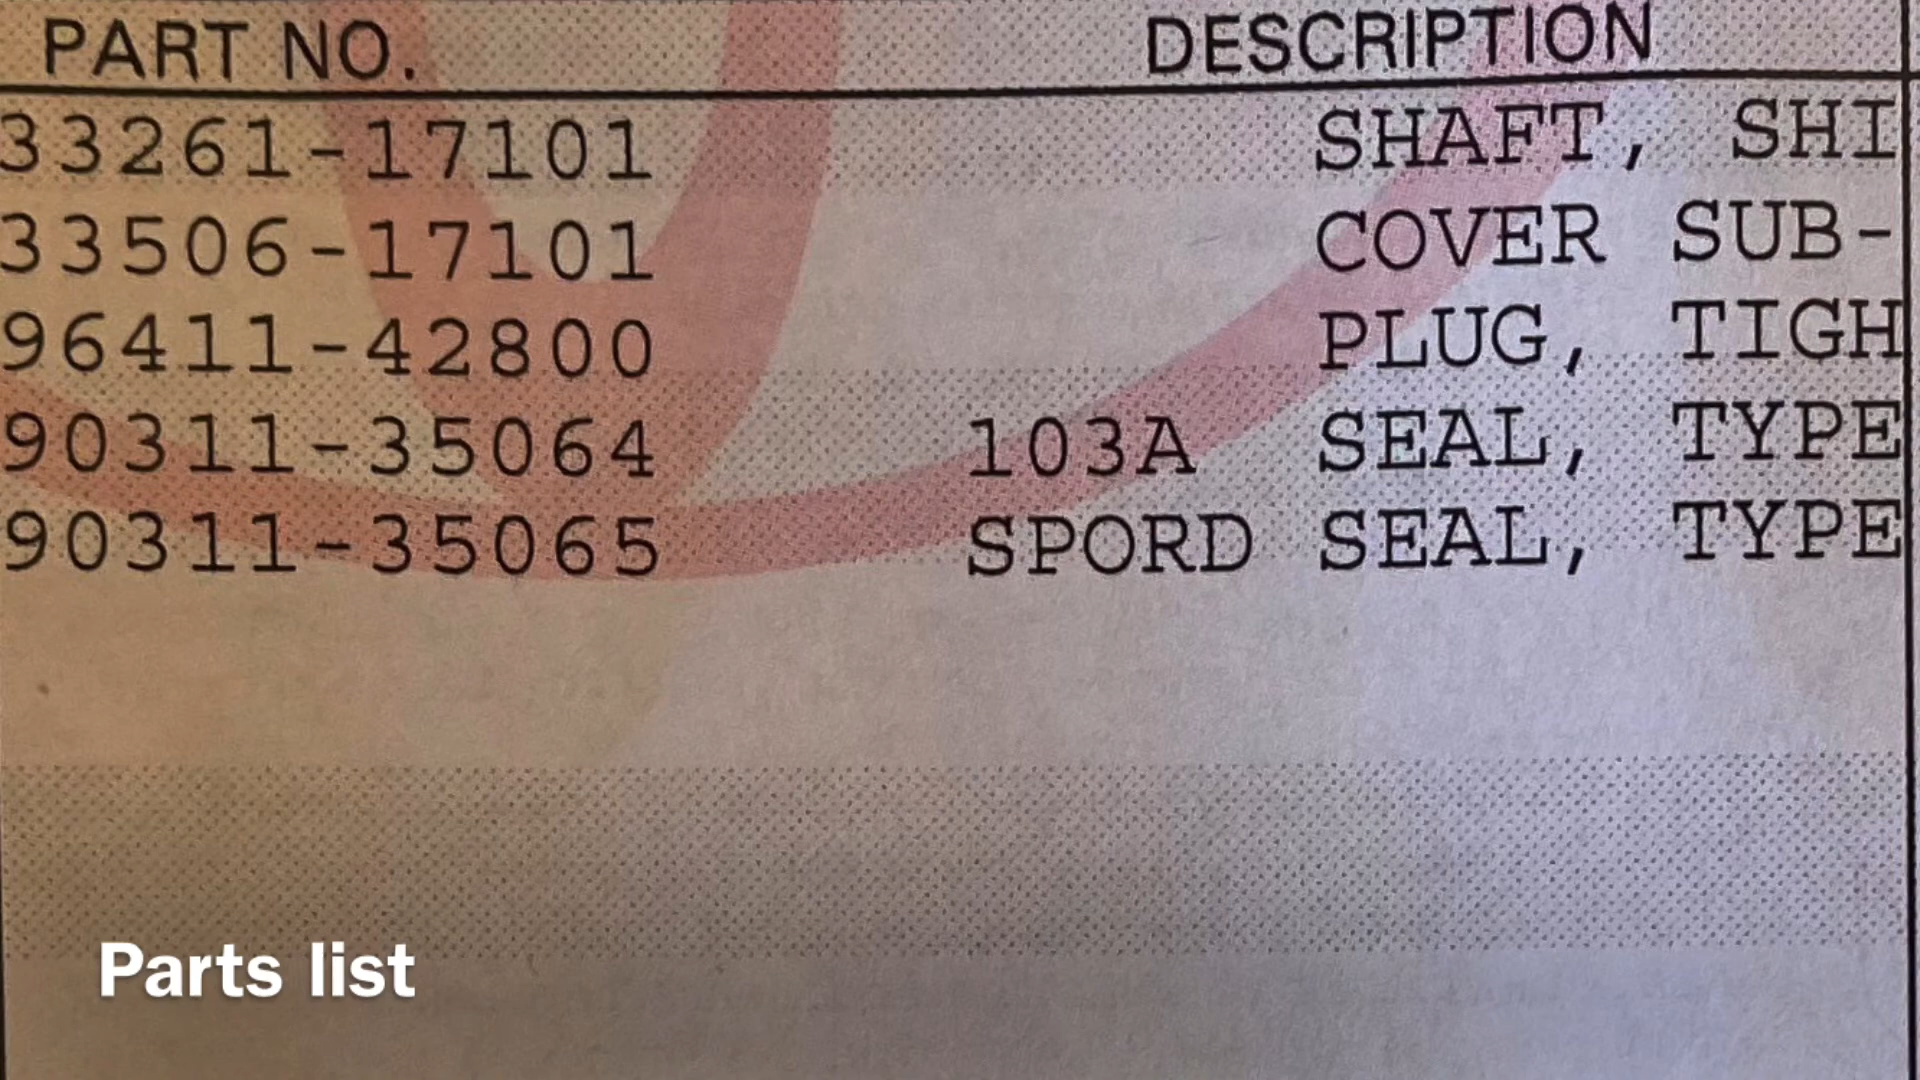 PART NO. DESCRIPTION
33261-17101 SHAFT, SHI
33506-17101 COVER SUB-
96411-42800 PLUG, TIGH
90311-35064 103A SEAL, TYPE
90311-35065 SPORD SEAL, TYPE
Parts list